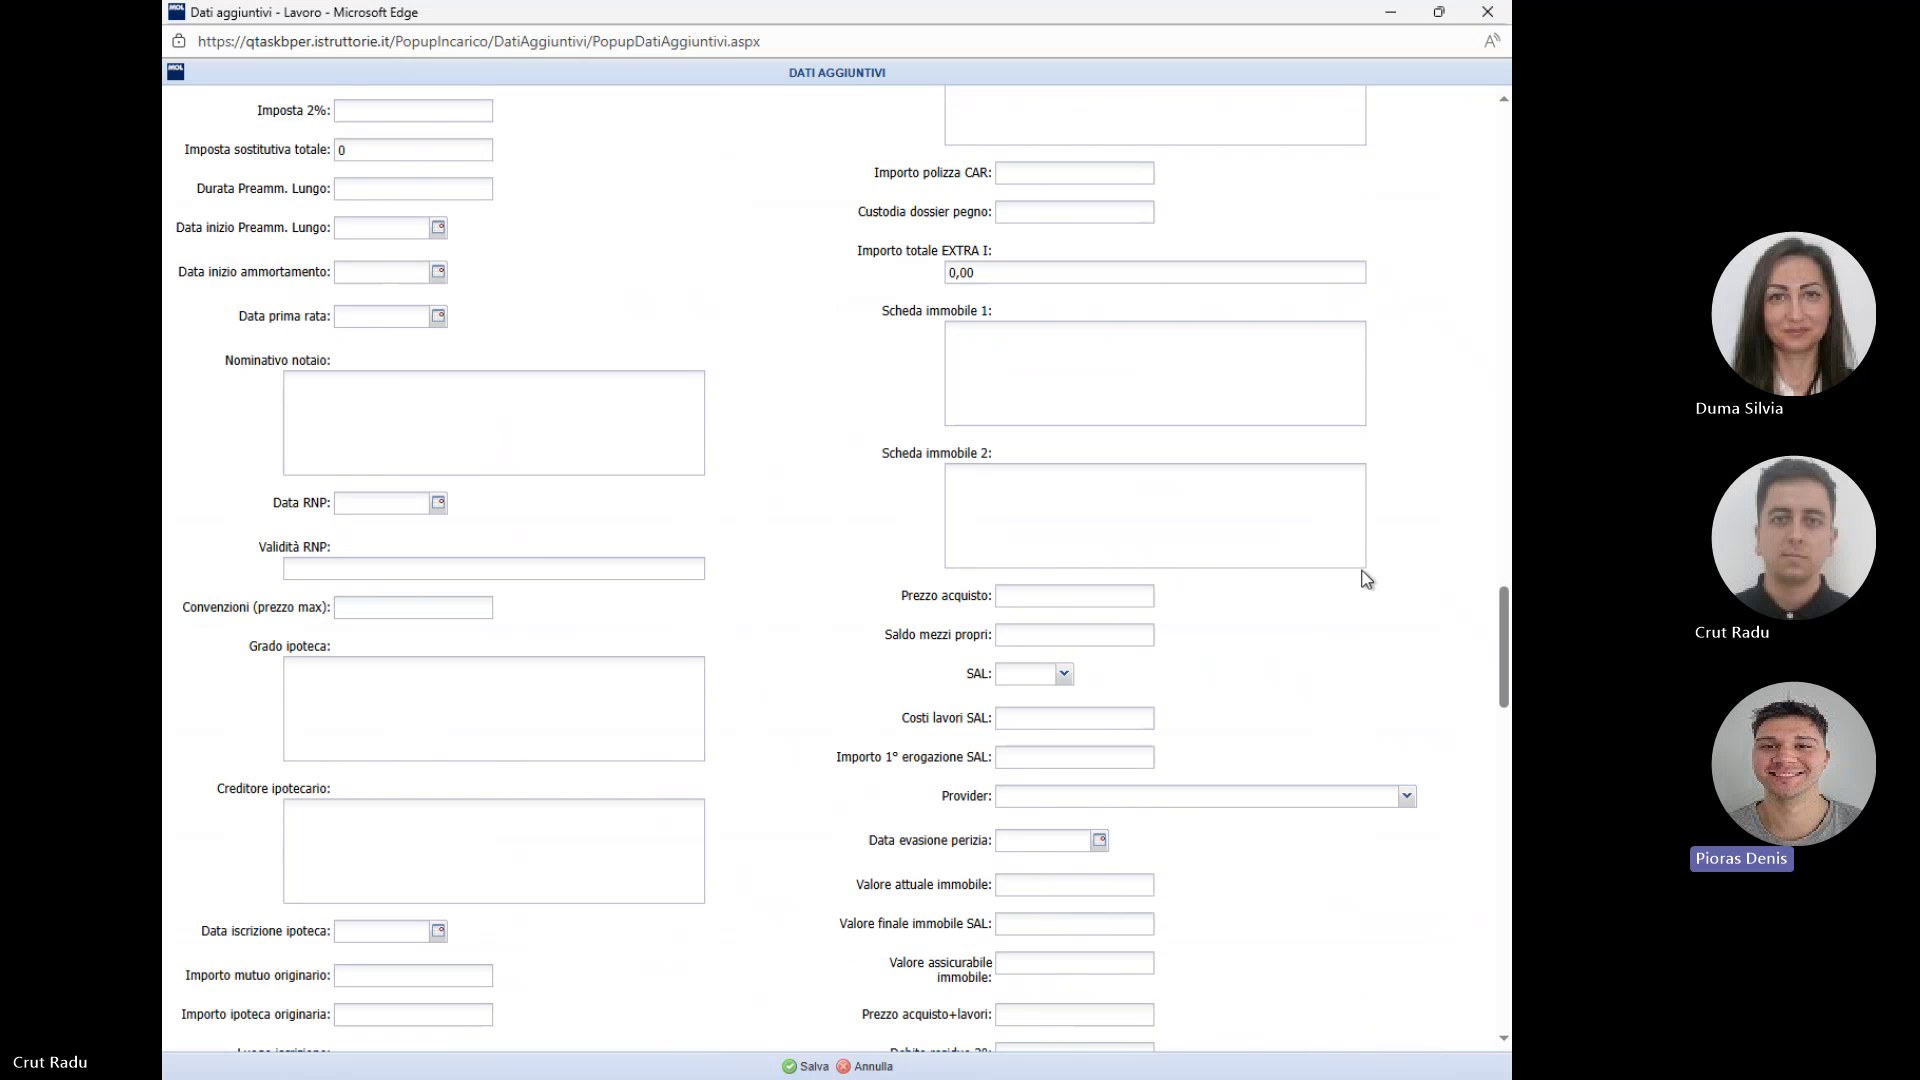 MOL Dati aggiuntivi - Lavoro - Microsoft Edge
https://qtaskbper.istruttorie.it/PopupIncarico/DatiAggiuntivi/PopupDatiAggiuntivi.aspx
MOL DATI AGGIUNTIVI
Imposta 2%:
Imposta sostitutiva totale: 0
Durata Preamm. Lungo:
Data inizio Preamm. Lungo:
Data inizio ammortamento:
Data prima rata:
Nominativo notaio:
Data RNP:
Validità RNP:
Convenzioni (prezzo max):
Grado ipoteca:
Creditore ipotecario:
Data iscrizione ipoteca:
Importo mutuo originario:
Importo ipoteca originaria:
Importo polizza CAR:
Custodia dossier pegno:
Importo totale EXTRA I:
0,00
Scheda immobile 1:
Scheda immobile 2:
Prezzo acquisto:
Saldo mezzi propri:
SAL:
Costi lavori SAL:
Importo 1° erogazione SAL:
Provider:
Data evasione perizia:
Valore attuale immobile:
Valore finale immobile SAL:
Valore assicurabile
immobile:
Prezzo acquisto+lavori:
Salva Annulla
Duma Silvia
Crut Radu
Pioras Denis
Crut Radu